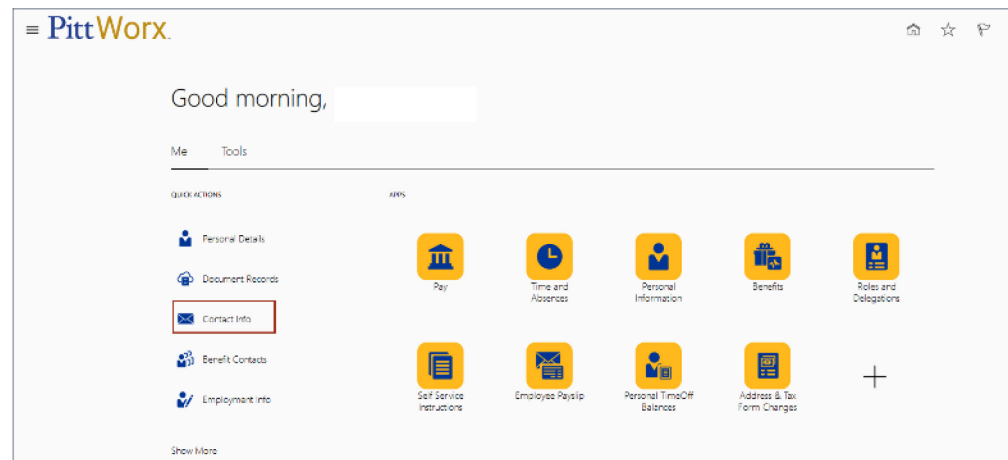 PittWorx.
Good morning,
Me Tools
QUICK ACTIONS
APPS
Personal Details
Document Records
Contact Info
Benefit Contacts
Employment Info
Show More
Pay
Time and
Absences
Personal
Information
Benefits
Roles and
Delegations
Self Service
Instructions
Employee Payslip
Personal TimeOff
Balances
Address & Tax
Form Changes